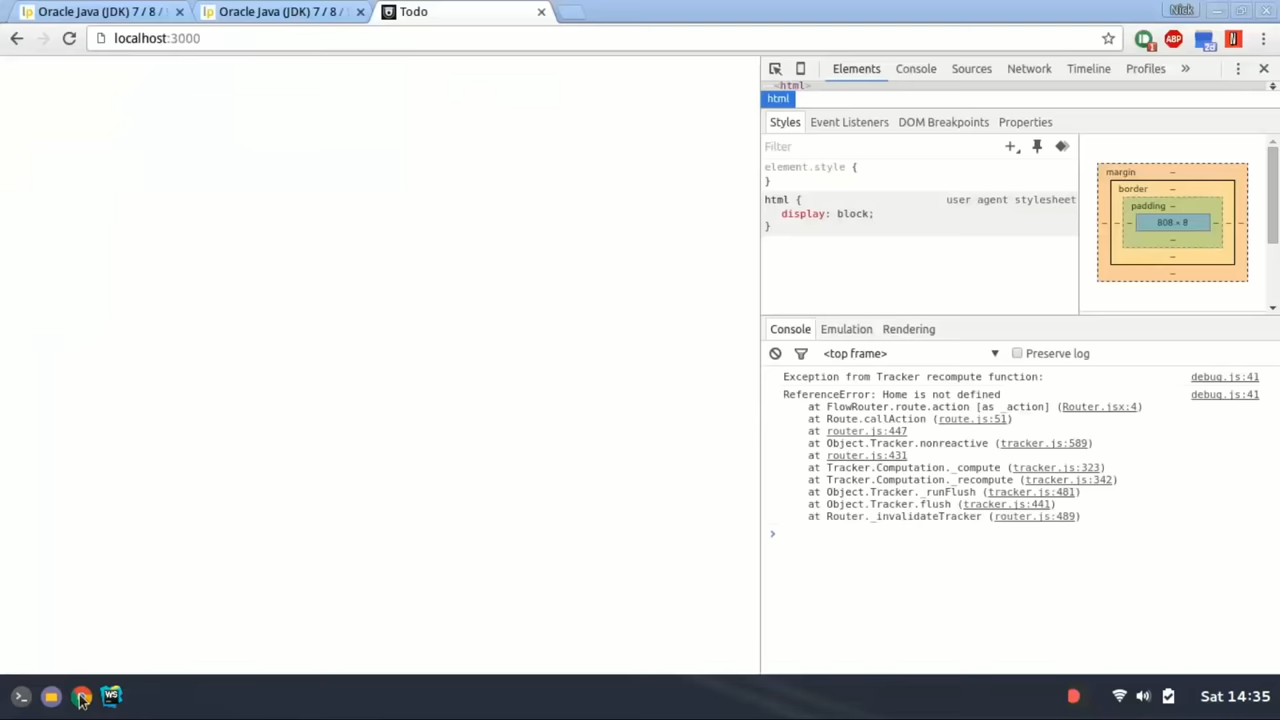 Oracle Java (JDK) 7 / 8 / Oracle Java (JDK) 7 / 8 / Todo Nick
localhost:3000 1 ABP 2d
Elements Console Sources Network Timeline Profiles »
<html>
html
Styles Event Listeners DOM Breakpoints Properties
Filter
element.style {
}
html { user agent stylesheet
display: block;
}
margin –
border –
padding –
– – – 808 × 8 – – –
–
–
–
Console Emulation Rendering
<top frame> ▼ Preserve log
Exception from Tracker recompute function: debug.js:41
ReferenceError: Home is not defined debug.js:41
at FlowRouter.route.action [as _action] (Router.jsx:4)
at Route.callAction (route.js:51)
at router.js:447
at Object.Tracker.nonreactive (tracker.js:589)
at router.js:431
at Tracker.Computation._compute (tracker.js:323)
at Tracker.Computation._recompute (tracker.js:342)
at Object.Tracker._runFlush (tracker.js:481)
at Object.Tracker.flush (tracker.js:441)
at Router._invalidateTracker (router.js:489)
>
WS Sat 14:35